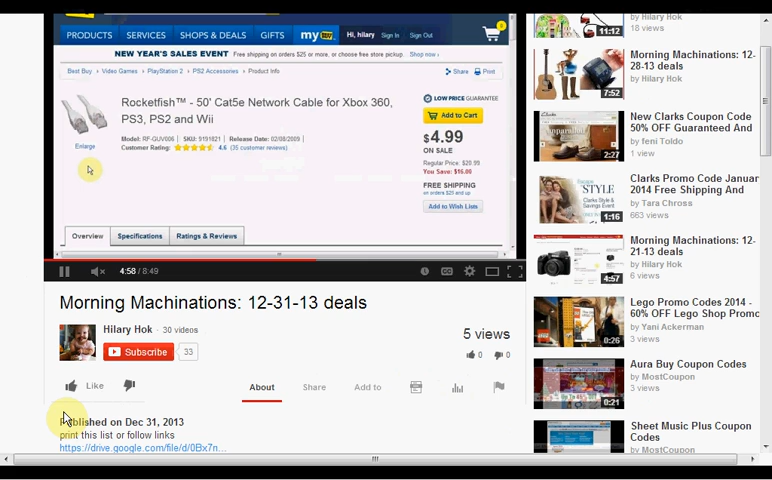 PRODUCTS SERVICES SHOPS & DEALS GIFTS my Hi, hilary Sign In Sign Out
NEW YEAR'S SALES EVENT Free shipping on orders $25 or more, or choose free store pickup. Shop now ›
Best Buy › Video Games › PlayStation 2 › PS2 Accessories › Product Info
Share Print
Rocketfish™ - 50' Cat5e Network Cable for Xbox 360,
PS3, PS2 and Wii
Model: RF-GUV006 | SKU: 9191821 | Release Date: 02/08/2009
Customer Rating: 4.6 (35 customer reviews)
Enlarge
LOW PRICE GUARANTEE
Add to Cart
$4.99
ON SALE
Regular Price: $20.99
You Save: $16.00
FREE SHIPPING
on orders $25 and up
Add to Wish Lists
Overview Specifications Ratings & Reviews
4:58 / 8:49
Morning Machinations: 12-31-13 deals
Hilary Hok · 30 videos
Subscribe 33
5 views
0 0
Like
About Share Add to
Published on Dec 31, 2013
print this list or follow links
https://drive.google.com/file/d/0Bx7n...
by Hilary Hok
18 views
11:12
Morning Machinations: 12-
28-13 deals
by Hilary Hok
7:52
New Clarks Coupon Code
50% OFF Guaranteed And
by feni Toldo
1 view
2:27
Clarks Promo Code Januar
2014 Free Shipping And
by Tara Chross
663 views
STYLE
Clarks Style &
Savings Event
1:16
Morning Machinations: 12-
21-13 deals
by Hilary Hok
6 views
4:57
Lego Promo Codes 2014 -
60% OFF Lego Shop Promo
by Yani Ackerman
3 views
0:26
Aura Buy Coupon Codes
by MostCoupon
3 views
0:21
Sheet Music Plus Coupon
Codes
by MostCoupon